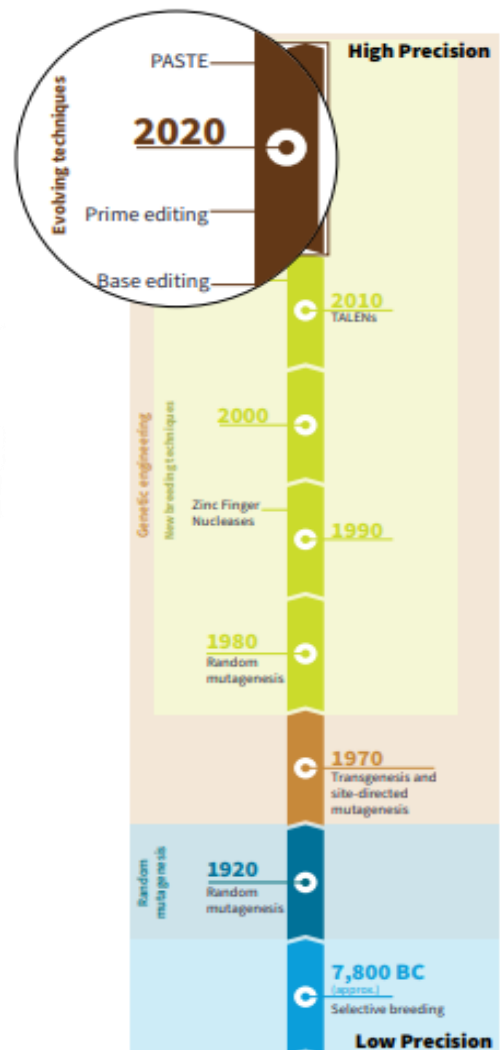 High Precision
PASTE
Evolving techniques
2020
Prime editing
Base editing
2010
TALENs
Genetic engineering
New breeding techniques
2000
Zinc Finger
Nucleases
1990
1980
Random
mutagenesis
1970
Transgenesis and
site-directed
mutagenesis
Random
mutagenesis
1920
Random
mutagenesis
7,800 BC
(approx.)
Selective breeding
Low Precision